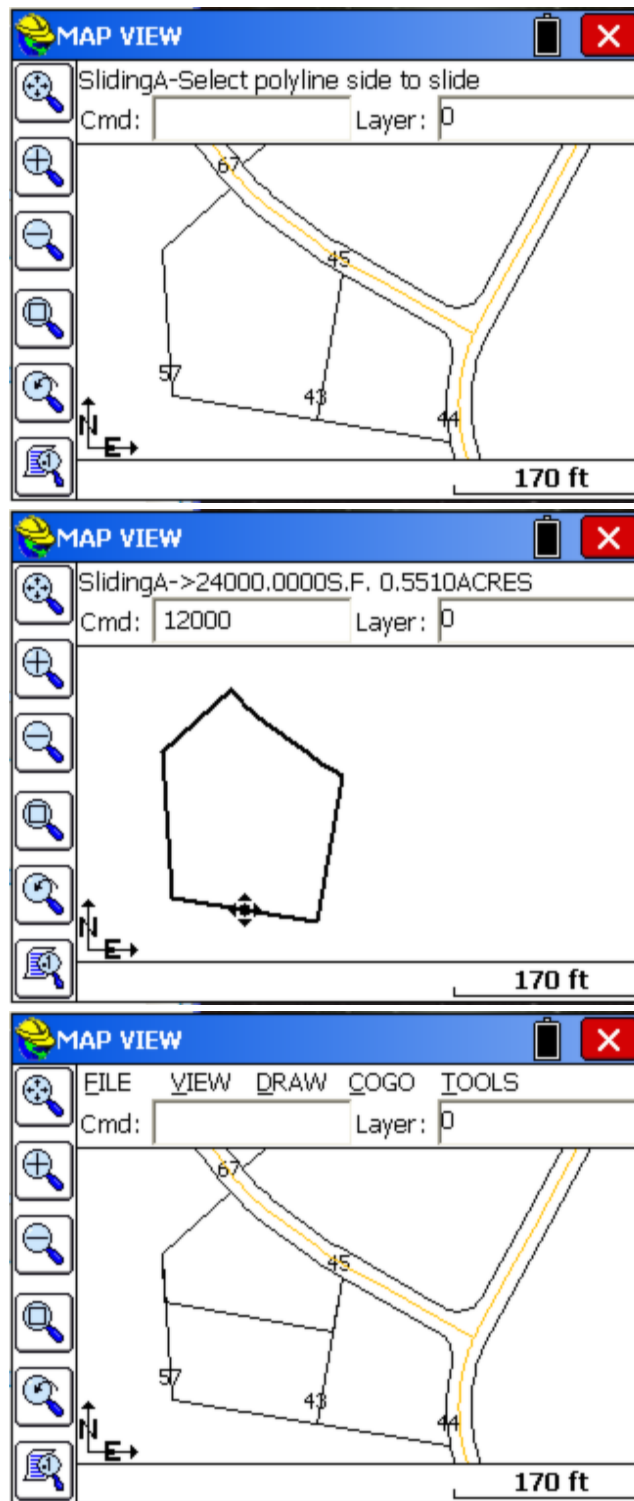 MAP VIEW
SlidingA-Select polyline side to slide
Cmd: Layer: 0
67
45
57
43
44
N
E
170 ft
MAP VIEW
SlidingA->24000.0000S.F. 0.5510ACRES
Cmd: 12000 Layer: 0
N
E
170 ft
MAP VIEW
FILE VIEW DRAW COGO TOOLS
Cmd: Layer: 0
67
45
57
43
44
N
E
170 ft